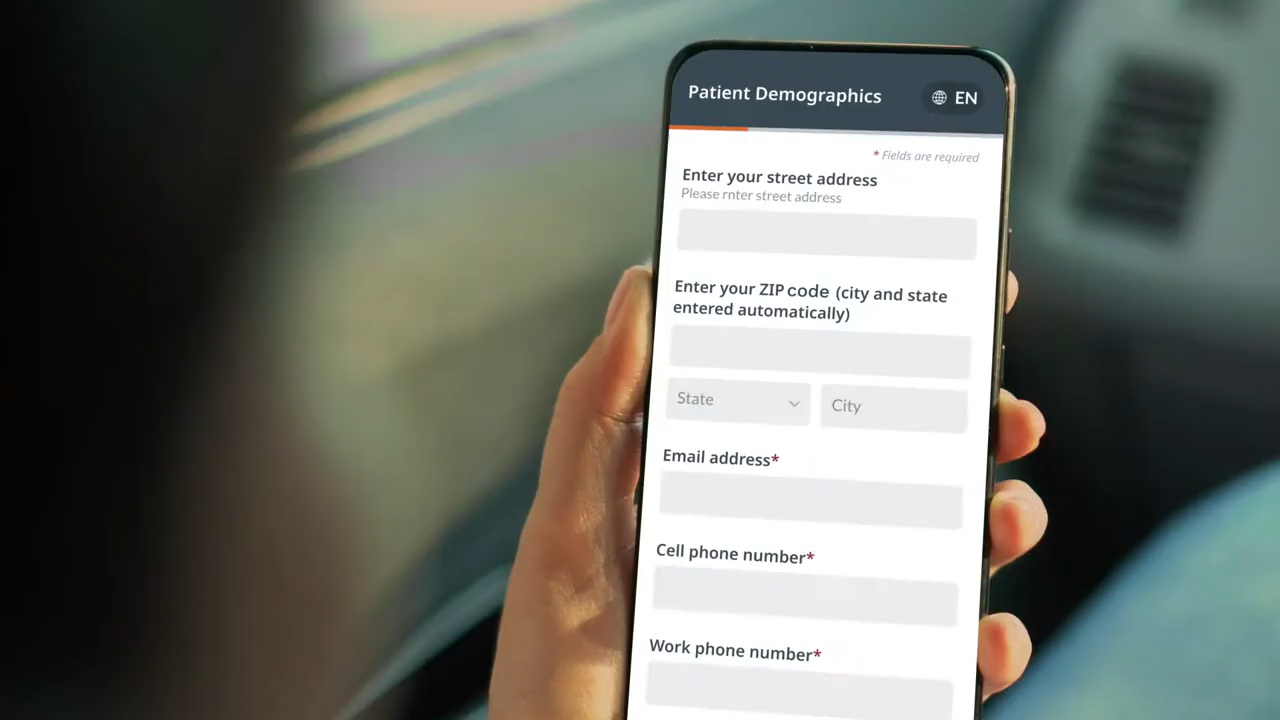 Patient Demographics
EN
* Fields are required
Enter your street address
Please rnter street address
Enter your ZIP code (city and state
entered automatically)
State
City
Email address*
Cell phone number*
Work phone number*